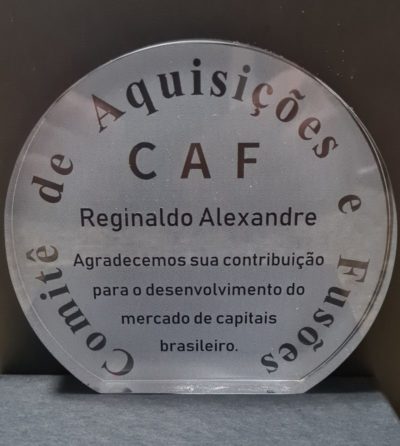 Comitê de Aquisições e Fusões
CAF
Reginaldo Alexandre
Agradecemos sua contribuição
para o desenvolvimento do
mercado de capitais
brasileiro.